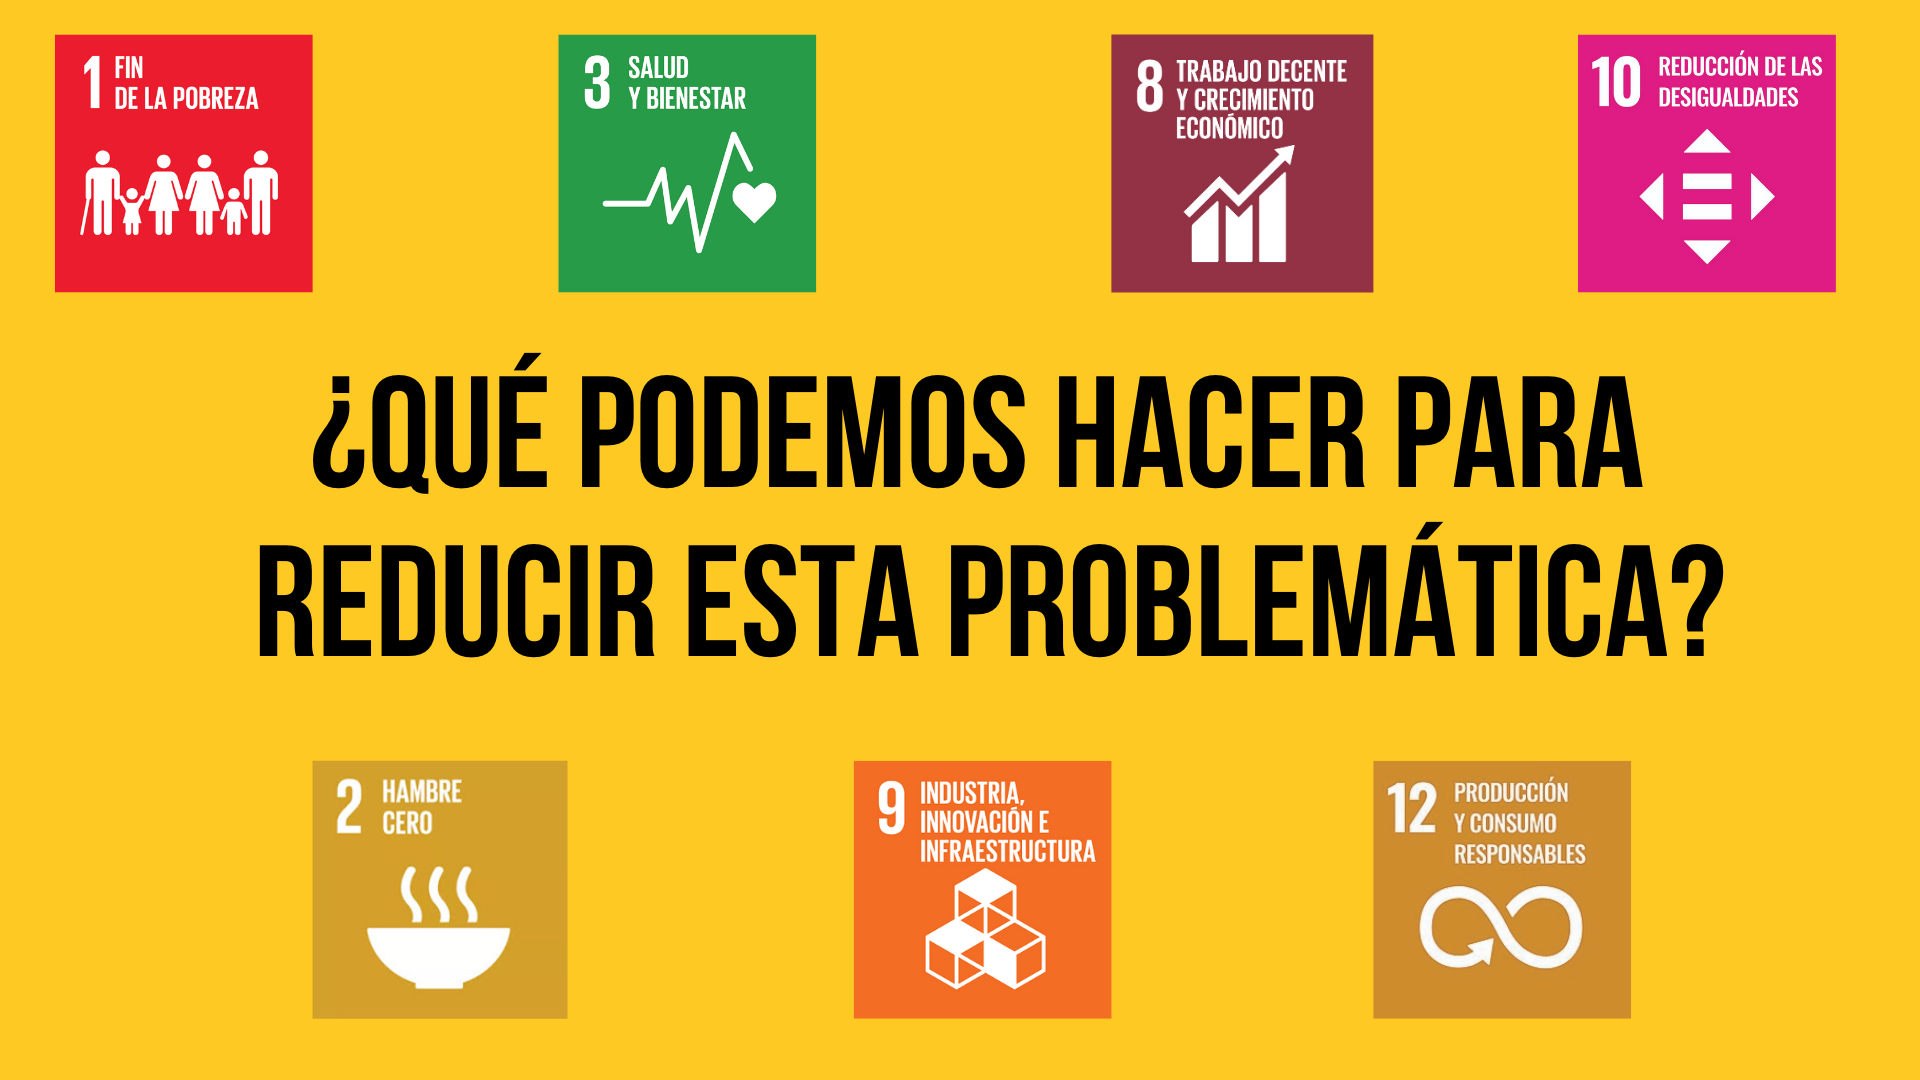 1 FIN
DE LA POBREZA
3 SALUD
Y BIENESTAR
8 TRABAJO DECENTE
Y CRECIMIENTO
ECONÓMICO
10 REDUCCIÓN DE LAS
DESIGUALDADES
¿QUÉ PODEMOS HACER PARA
REDUCIR ESTA PROBLEMÁTICA?
2 HAMBRE
CERO
9 INDUSTRIA,
INNOVACIÓN E
INFRAESTRUCTURA
12 PRODUCCIÓN
Y CONSUMO
RESPONSABLES